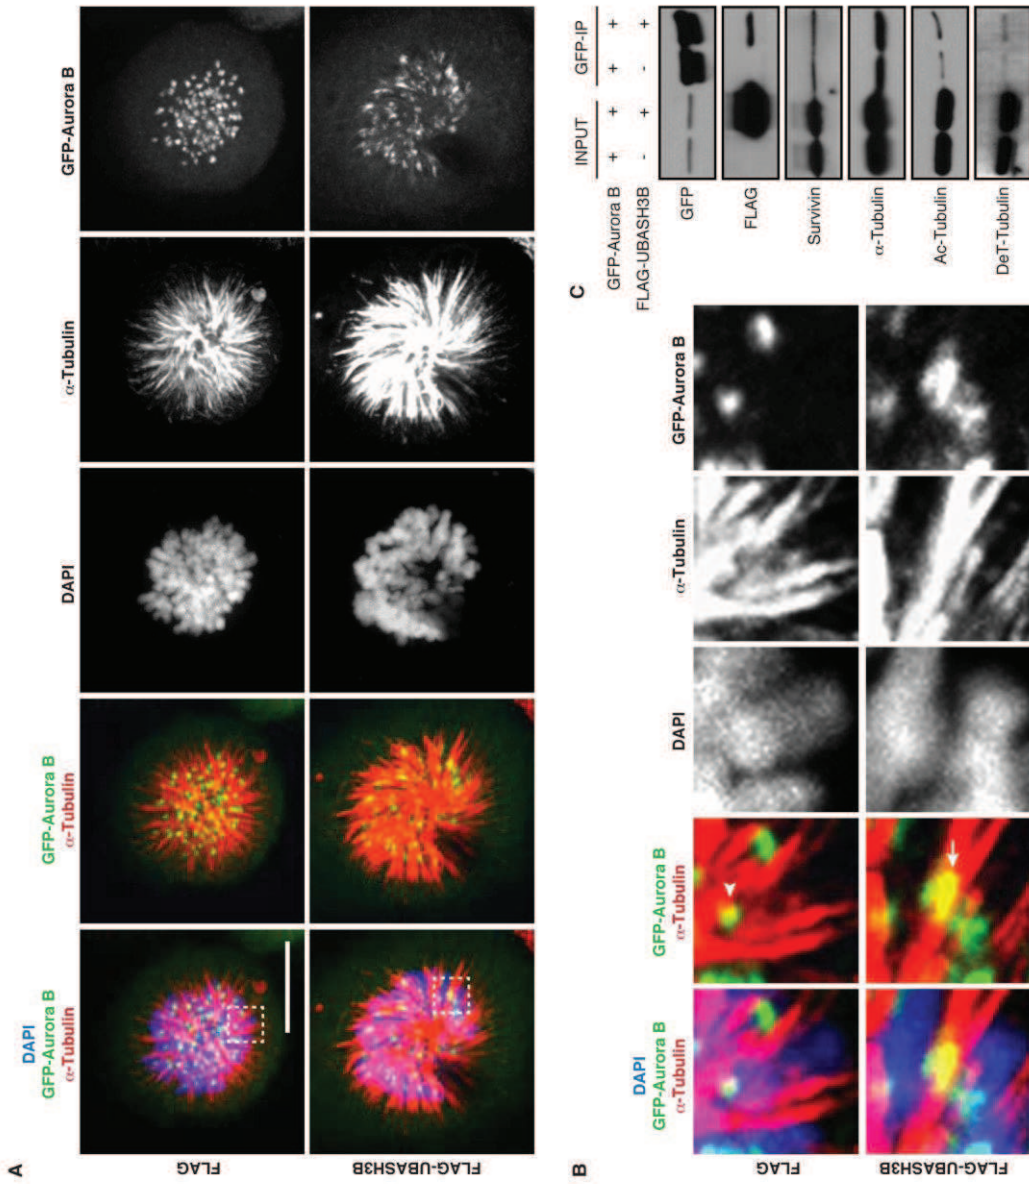 A
DAPI
GFP-Aurora B
α-Tubulin
GFP-Aurora B
α-Tubulin
DAPI
α-Tubulin
GFP-Aurora B
FLAG
FLAG-UBASH3B
B
DAPI
GFP-Aurora B
α-Tubulin
GFP-Aurora B
α-Tubulin
DAPI
α-Tubulin
GFP-Aurora B
FLAG
FLAG-UBASH3B
C
INPUT GFP-IP
GFP-Aurora B + + + +
FLAG-UBASH3B - + - +
GFP
FLAG
Survivin
α-Tubulin
Ac-Tubulin
DeT-Tubulin